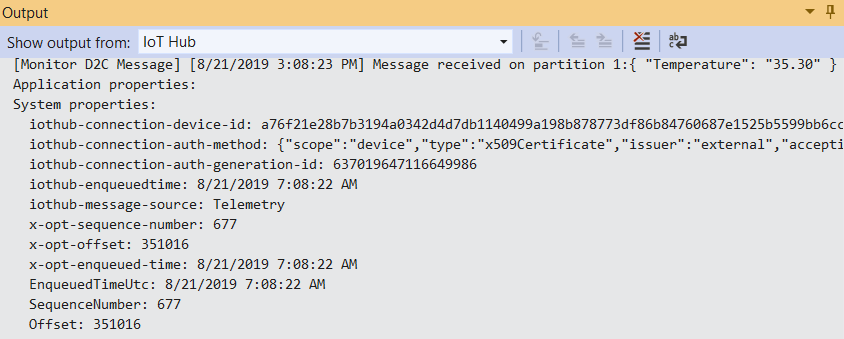 Output
Show output from: IoT Hub
[Monitor D2C Message] [8/21/2019 3:08:23 PM] Message received on partition 1:{ "Temperature": "35.30" }
Application properties:
System properties:
iothub-connection-device-id: a76f21e28b7b3194a0342d4d7db1140499a198b878773df86b84760687e1525b5599bb6cc
iothub-connection-auth-method: {"scope":"device","type":"x509Certificate","issuer":"external","accepti
iothub-connection-auth-generation-id: 637019647116649986
iothub-enqueuedtime: 8/21/2019 7:08:22 AM
iothub-message-source: Telemetry
x-opt-sequence-number: 677
x-opt-offset: 351016
x-opt-enqueued-time: 8/21/2019 7:08:22 AM
EnqueuedTimeUtc: 8/21/2019 7:08:22 AM
SequenceNumber: 677
Offset: 351016